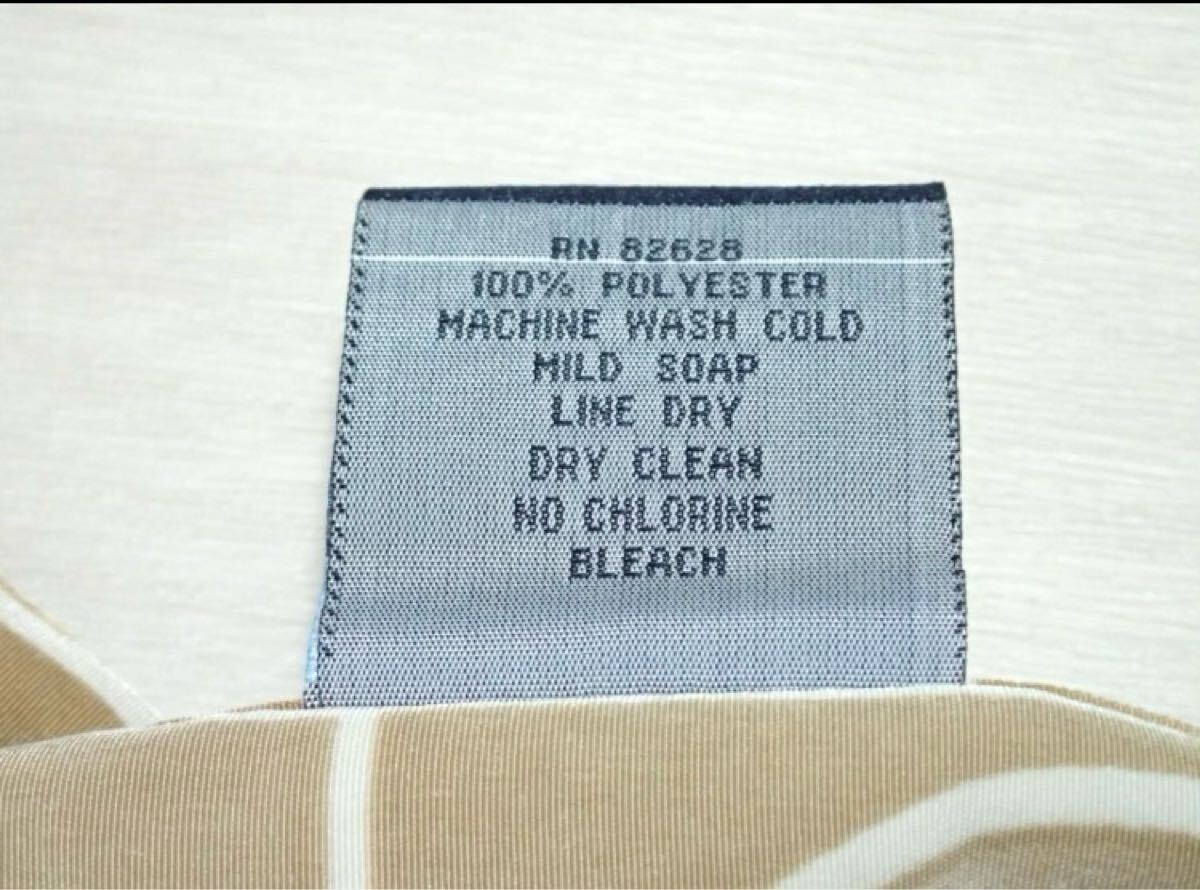 RN 82628
100% POLYESTER
MACHINE WASH COLD
MILD SOAP
LINE DRY
DRY CLEAN
NO CHLORINE
BLEACH